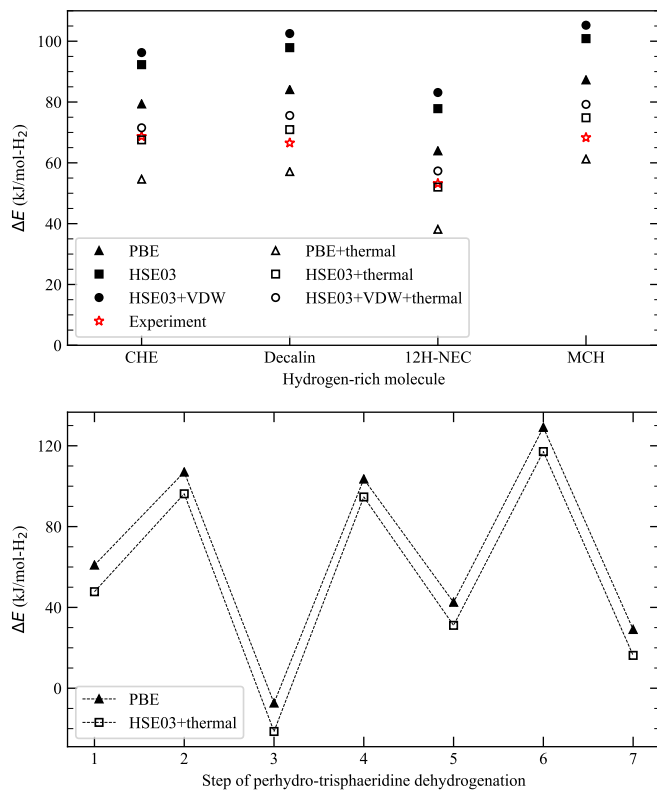 100
80
60
40
20
0
ΔE (kJ/mol-H₂)
PBE
HSE03
HSE03+VDW
Experiment
PBE+thermal
HSE03+thermal
HSE03+VDW+thermal
CHE Decalin 12H-NEC MCH
Hydrogen-rich molecule
120
80
40
0
ΔE (kJ/mol-H₂)
PBE
HSE03+thermal
1 2 3 4 5 6 7
Step of perhydro-trisphaeridine dehydrogenation